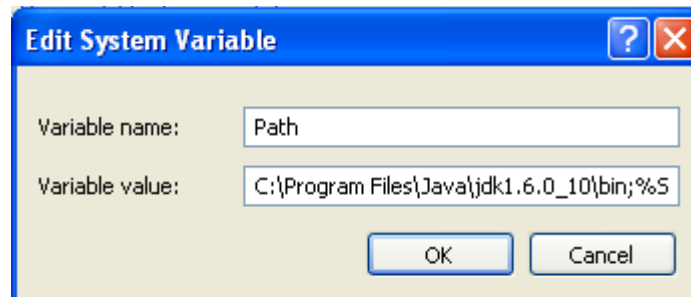 Edit System Variable
Variable name: Path
Variable value: C:\Program Files\Java\jdk1.6.0_10\bin;%S
OK Cancel